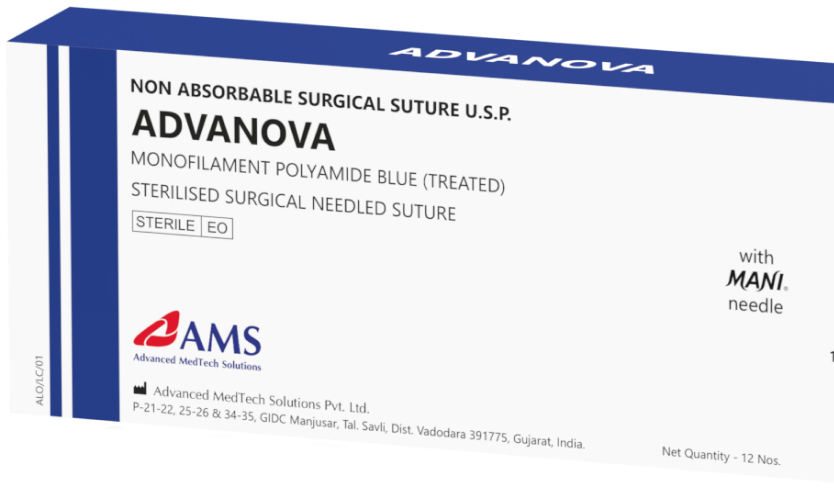 ADVANOVA
NON ABSORBABLE SURGICAL SUTURE U.S.P.
ADVANOVA
MONOFILAMENT POLYAMIDE BLUE (TREATED)
STERILISED SURGICAL NEEDLED SUTURE
STERILE EO
with
MANI®
needle
AMS
Advanced MedTech Solutions
Advanced MedTech Solutions Pvt. Ltd.
P-21-22, 25-26 & 34-35, GIDC Manjusar, Tal. Savli, Dist. Vadodara 391775, Gujarat, India.
Net Quantity - 12 Nos.
ALO/LC/01